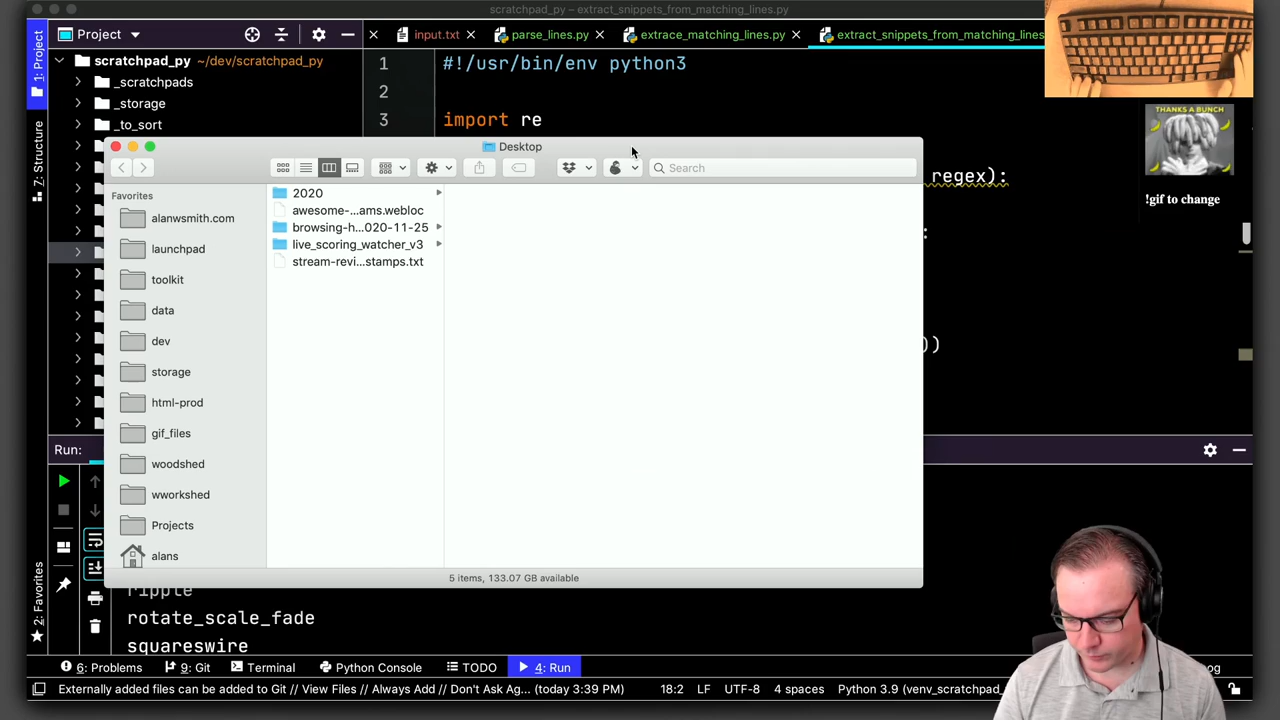 scratchpad_py – extract_snippets_from_matching_lines.py
1: Project
Project
input.txt
parse_lines.py
extrace_matching_lines.py
extract_snippets_from_matching_lines
scratchpad_py ~/dev/scratchpad_py
_scratchpads
_storage
_to_sort
1
2
3
#!/usr/bin/env python3
import re
regex):
:
))
THANKS A BUNCH
!gif to change
7: Structure
2: Favorites
Desktop
Search
Favorites
alanwsmith.com
launchpad
toolkit
data
dev
storage
html-prod
gif_files
woodshed
wworkshed
Projects
alans
2020
awesome-...ams.webloc
browsing-h...020-11-25
live_scoring_watcher_v3
stream-revi...stamps.txt
5 items, 133.07 GB available
Run:
ripple
rotate_scale_fade
squareswire
6: Problems
9: Git
Terminal
Python Console
TODO
4: Run
og
Externally added files can be added to Git // View Files // Always Add // Don't Ask Ag... (today 3:39 PM)
18:2
LF
UTF-8
4 spaces
Python 3.9 (venv_scratchpad_